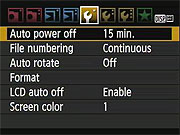 DISP.
Auto power off 15 min.
File numbering Continuous
Auto rotate Off
Format
LCD auto off Enable
Screen color 1